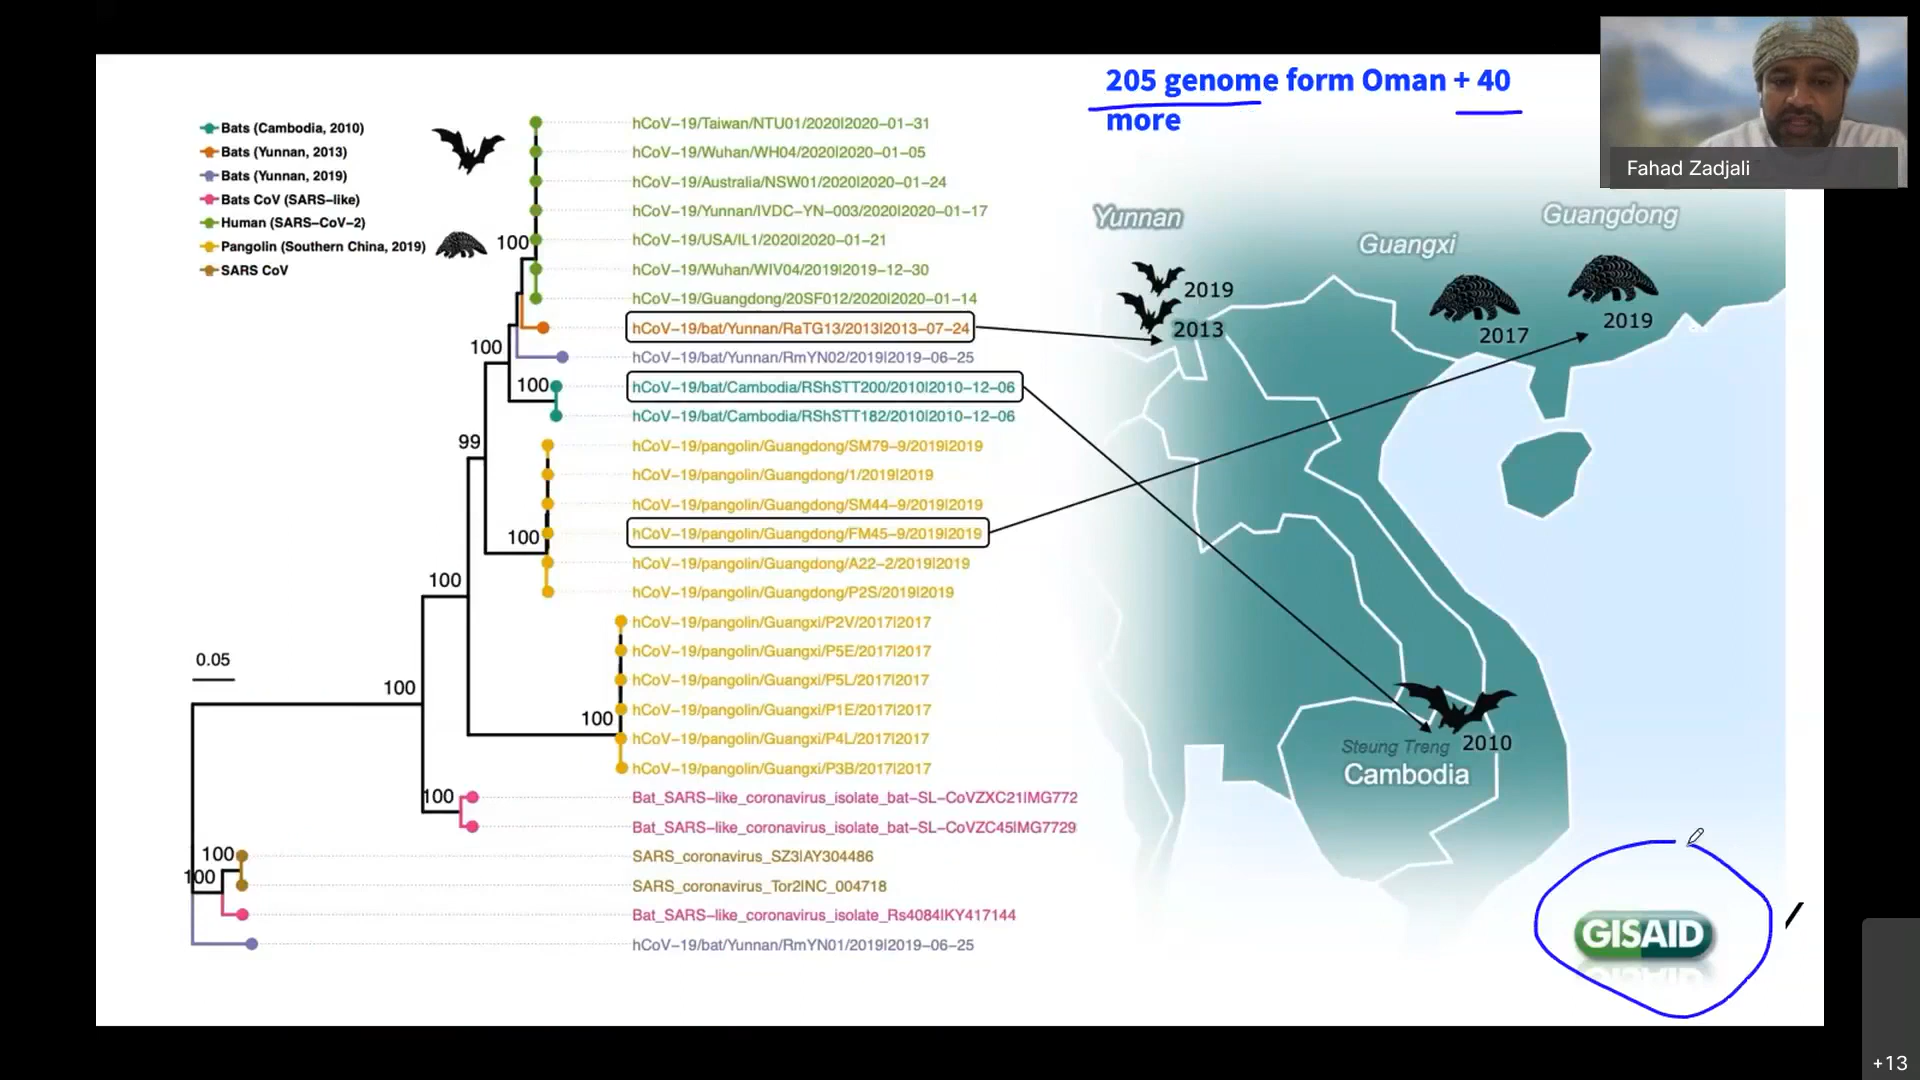 205 genome form Oman + 40
more
Fahad Zadjali
Bats (Cambodia, 2010)
Bats (Yunnan, 2013)
Bats (Yunnan, 2019)
Bats CoV (SARS-like)
Human (SARS-CoV-2)
Pangolin (Southern China, 2019)
SARS CoV
hCoV-19/Taiwan/NTU01/2020|2020-01-31
hCoV-19/Wuhan/WH04/2020|2020-01-05
hCoV-19/Australia/NSW01/2020|2020-01-24
hCoV-19/Yunnan/IVDC-YN-003/2020|2020-01-17
hCoV-19/USA/IL1/2020|2020-01-21
hCoV-19/Wuhan/WIV04/2019|2019-12-30
hCoV-19/Guangdong/20SF012/2020|2020-01-14
hCoV-19/bat/Yunnan/RaTG13/2013|2013-07-24
hCoV-19/bat/Yunnan/RmYN02/2019|2019-06-25
hCoV-19/bat/Cambodia/RShSTT200/2010|2010-12-06
hCoV-19/bat/Cambodia/RShSTT182/2010|2010-12-06
hCoV-19/pangolin/Guangdong/SM79-9/2019|2019
hCoV-19/pangolin/Guangdong/1/2019|2019
hCoV-19/pangolin/Guangdong/SM44-9/2019|2019
hCoV-19/pangolin/Guangdong/FM45-9/2019|2019
hCoV-19/pangolin/Guangdong/A22-2/2019|2019
hCoV-19/pangolin/Guangdong/P2S/2019|2019
hCoV-19/pangolin/Guangxi/P2V/2017|2017
hCoV-19/pangolin/Guangxi/P5E/2017|2017
hCoV-19/pangolin/Guangxi/P5L/2017|2017
hCoV-19/pangolin/Guangxi/P1E/2017|2017
hCoV-19/pangolin/Guangxi/P4L/2017|2017
hCoV-19/pangolin/Guangxi/P3B/2017|2017
Bat_SARS-like_coronavirus_isolate_bat-SL-CoVZXC21|MG772
Bat_SARS-like_coronavirus_isolate_bat-SL-CoVZC45|MG7729
SARS_coronavirus_SZ3|AY304486
SARS_coronavirus_Tor2|NC_004718
Bat_SARS-like_coronavirus_isolate_Rs4084|KY417144
hCoV-19/bat/Yunnan/RmYN01/2019|2019-06-25
100
100
100
99
100
100
100
100
100
100
100
0.05
Yunnan
Guangxi
Guangdong
2019
2013
2017
2019
Steung Treng
2010
Cambodia
GISAID
+13